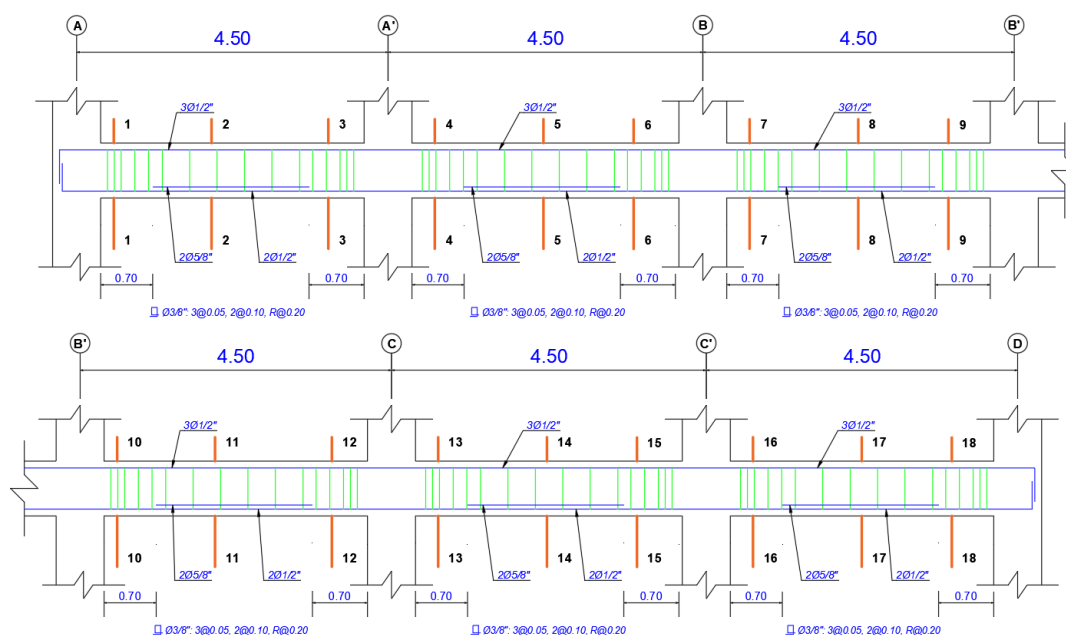 A A' B B'
4.50 4.50 4.50
3Ø1/2" 3Ø1/2" 3Ø1/2"
1 2 3 4 5 6 7 8 9
1 2 3 4 5 6 7 8 9
2Ø5/8" 2Ø1/2" 2Ø5/8" 2Ø1/2" 2Ø5/8" 2Ø1/2"
0.70 0.70 0.70 0.70 0.70 0.70
Ø3/8": 3@0.05, 2@0.10, R@0.20 Ø3/8": 3@0.05, 2@0.10, R@0.20 Ø3/8": 3@0.05, 2@0.10, R@0.20
B' C C' D
4.50 4.50 4.50
3Ø1/2" 3Ø1/2" 3Ø1/2"
10 11 12 13 14 15 16 17 18
10 11 12 13 14 15 16 17 18
2Ø5/8" 2Ø1/2" 2Ø5/8" 2Ø1/2" 2Ø5/8" 2Ø1/2"
0.70 0.70 0.70 0.70 0.70 0.70
Ø3/8": 3@0.05, 2@0.10, R@0.20 Ø3/8": 3@0.05, 2@0.10, R@0.20 Ø3/8": 3@0.05, 2@0.10, R@0.20